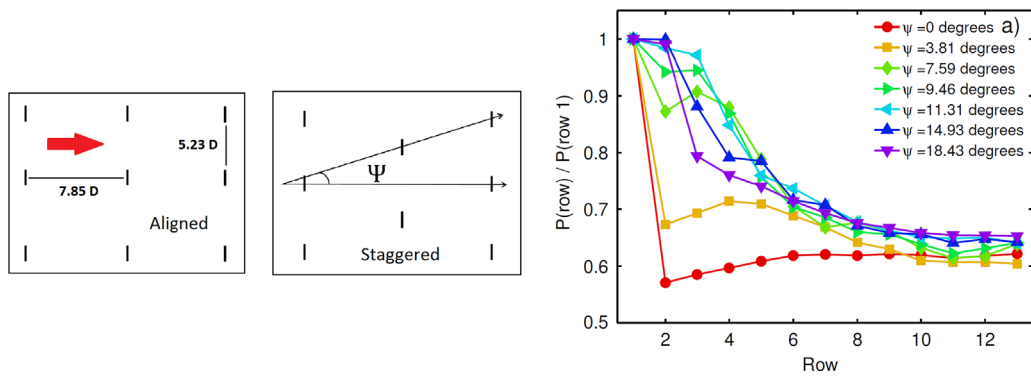 5.23 D
7.85 D
Aligned
Ψ
Staggered
a)
P(row) / P(row 1)
1
0.9
0.8
0.7
0.6
0.5
2
4
6
8
10
12
Row
ψ =0 degrees
ψ =3.81 degrees
ψ =7.59 degrees
ψ =9.46 degrees
ψ =11.31 degrees
ψ =14.93 degrees
ψ =18.43 degrees